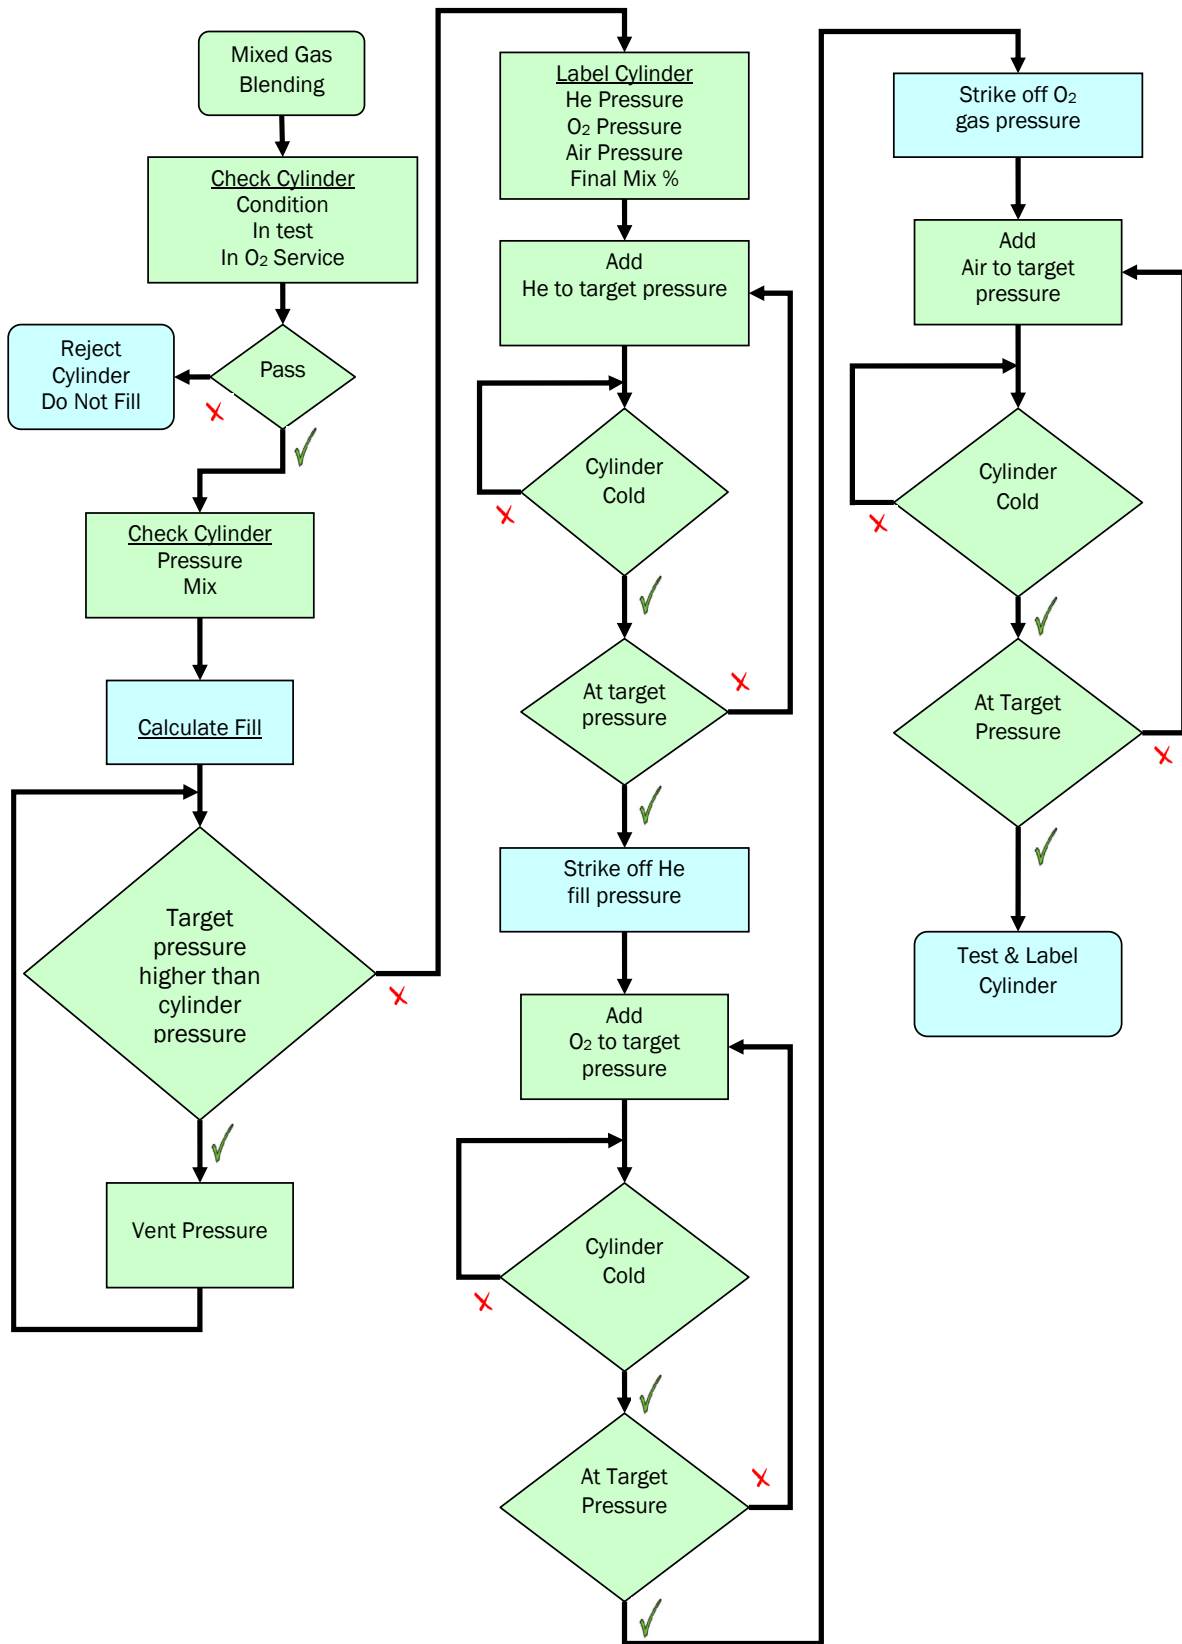 Mixed Gas
Blending
Check Cylinder
Condition
In test
In O₂ Service
Pass
Reject
Cylinder
Do Not Fill
Check Cylinder
Pressure
Mix
Calculate Fill
Target
pressure
higher than
cylinder
pressure
Vent Pressure
Label Cylinder
He Pressure
O₂ Pressure
Air Pressure
Final Mix %
Add
He to target pressure
Cylinder
Cold
At target
pressure
Strike off He
fill pressure
Add
O₂ to target
pressure
Cylinder
Cold
At Target
Pressure
Strike off O₂
gas pressure
Add
Air to target
pressure
Cylinder
Cold
At Target
Pressure
Test & Label
Cylinder